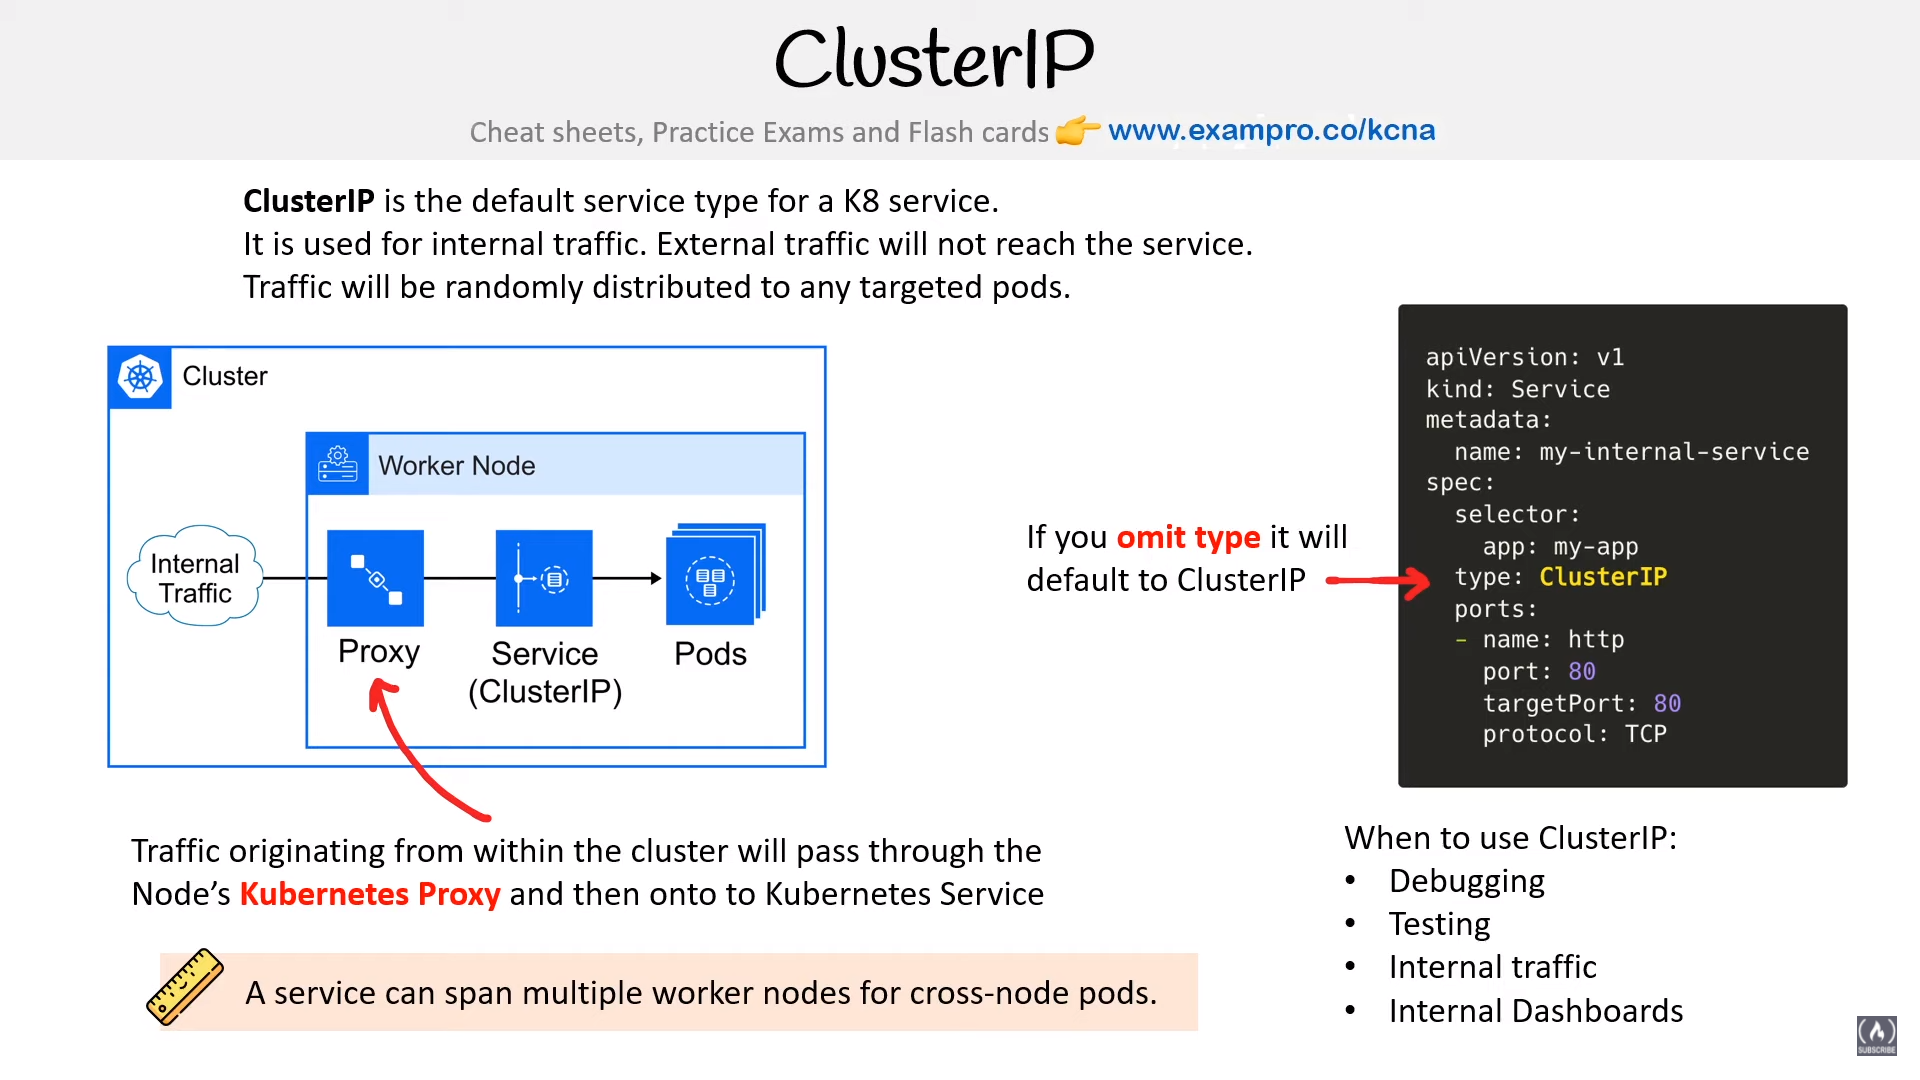 ClusterIP
Cheat sheets, Practice Exams and Flash cards 👉 www.exampro.co/kcna
ClusterIP is the default service type for a K8 service.
It is used for internal traffic. External traffic will not reach the service.
Traffic will be randomly distributed to any targeted pods.
Cluster
Worker Node
Internal
Traffic
Proxy
Service
(ClusterIP)
Pods
If you omit type it will
default to ClusterIP
apiVersion: v1
kind: Service
metadata:
  name: my-internal-service
spec:
  selector:
    app: my-app
  type: ClusterIP
  ports:
  - name: http
    port: 80
    targetPort: 80
    protocol: TCP
Traffic originating from within the cluster will pass through the
Node’s Kubernetes Proxy and then onto to Kubernetes Service
A service can span multiple worker nodes for cross-node pods.
When to use ClusterIP:
• Debugging
• Testing
• Internal traffic
• Internal Dashboards
SUBSCRIBE